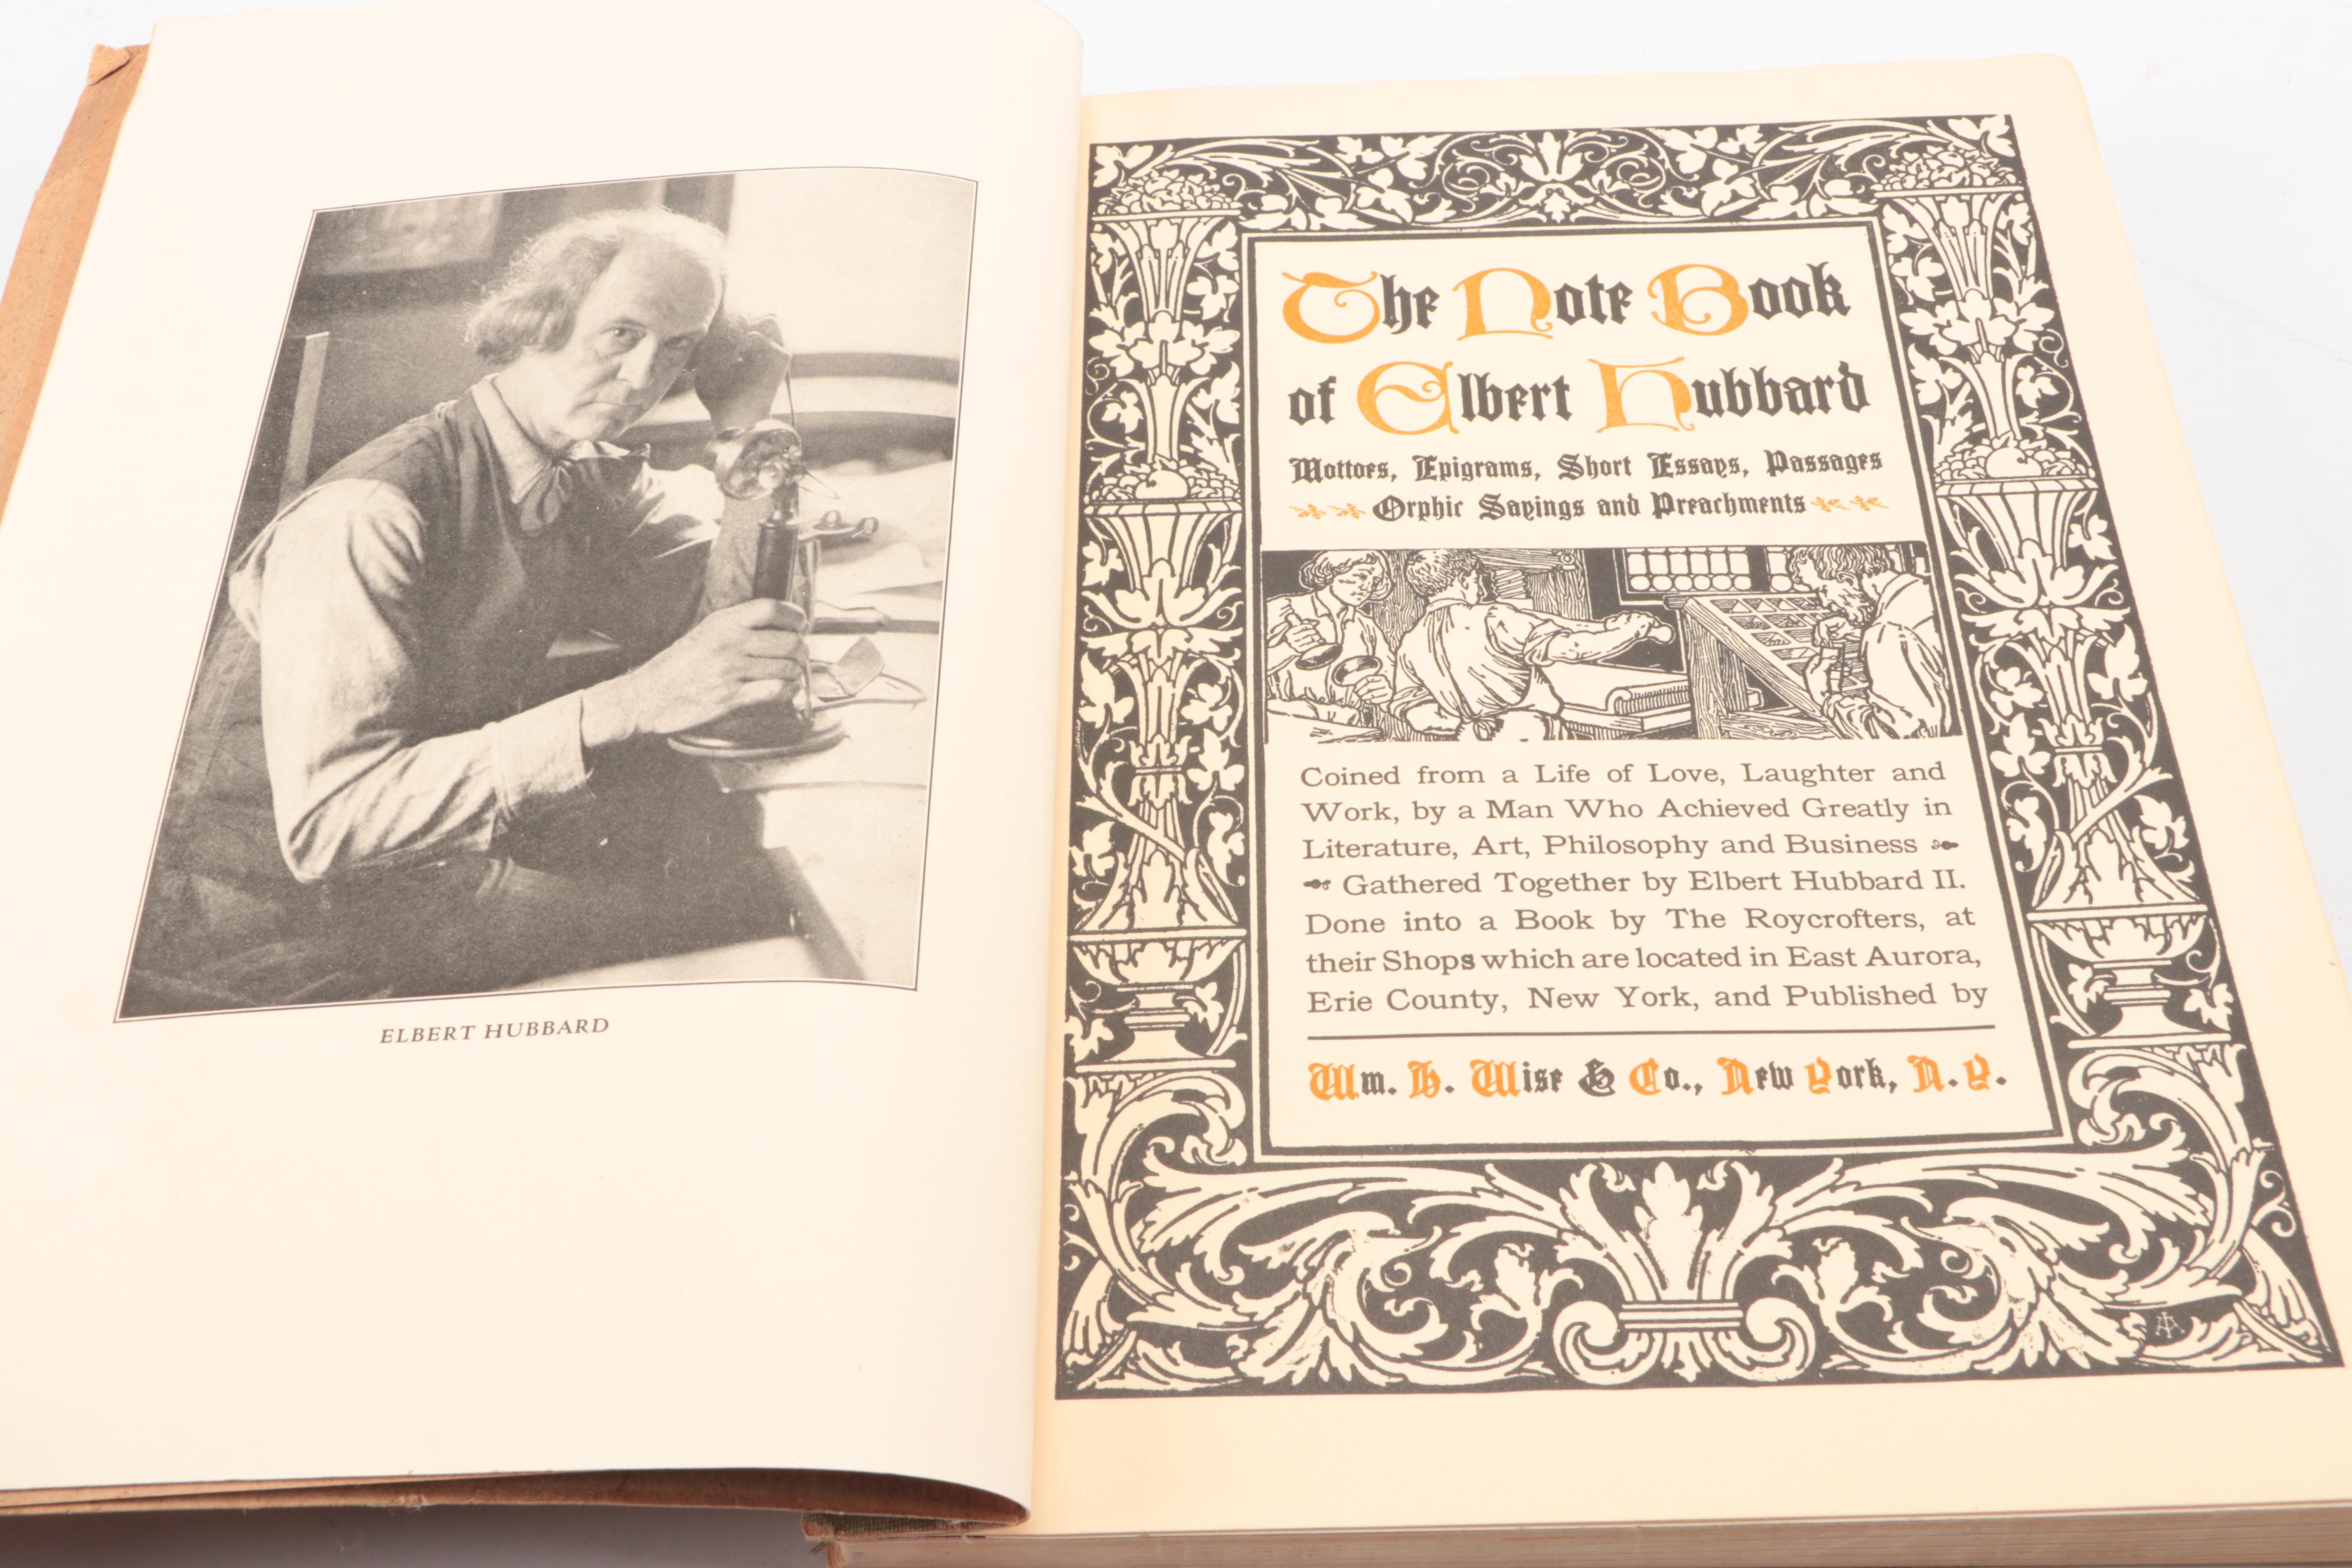 ELBERT HUBBARD
The Note Book
of Elbert Hubbard
Mottoes, Epigrams, Short Essays, Passages
Orphic Sayings and Preachments
Coined from a Life of Love, Laughter and
Work, by a Man Who Achieved Greatly in
Literature, Art, Philosophy and Business
Gathered Together by Elbert Hubbard II.
Done into a Book by The Roycrofters, at
their Shops which are located in East Aurora,
Erie County, New York, and Published by
Wm. H. Wise & Co., New York, N. Y.